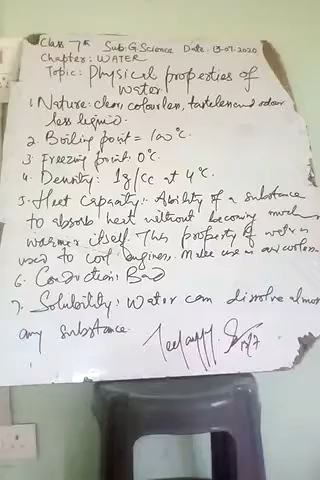 Class 7th Sub: G. Science Date: 13-07-2020
Chapter: WATER
Topic: Physical properties of
water
1. Nature: clear, colourless, tasteless and odour
less liquid.
2. Boiling point = 100°C.
3. Freezing point: 0°C.
4. Density: 1g/cc at 4°C.
5. Heat Capacity: Ability of a substance
to absorb heat without becoming much
warmer itself. This property of water is
used to cool engines.
6. Conduction: Bad
7. Solubility: Water can dissolve almost
any substance.